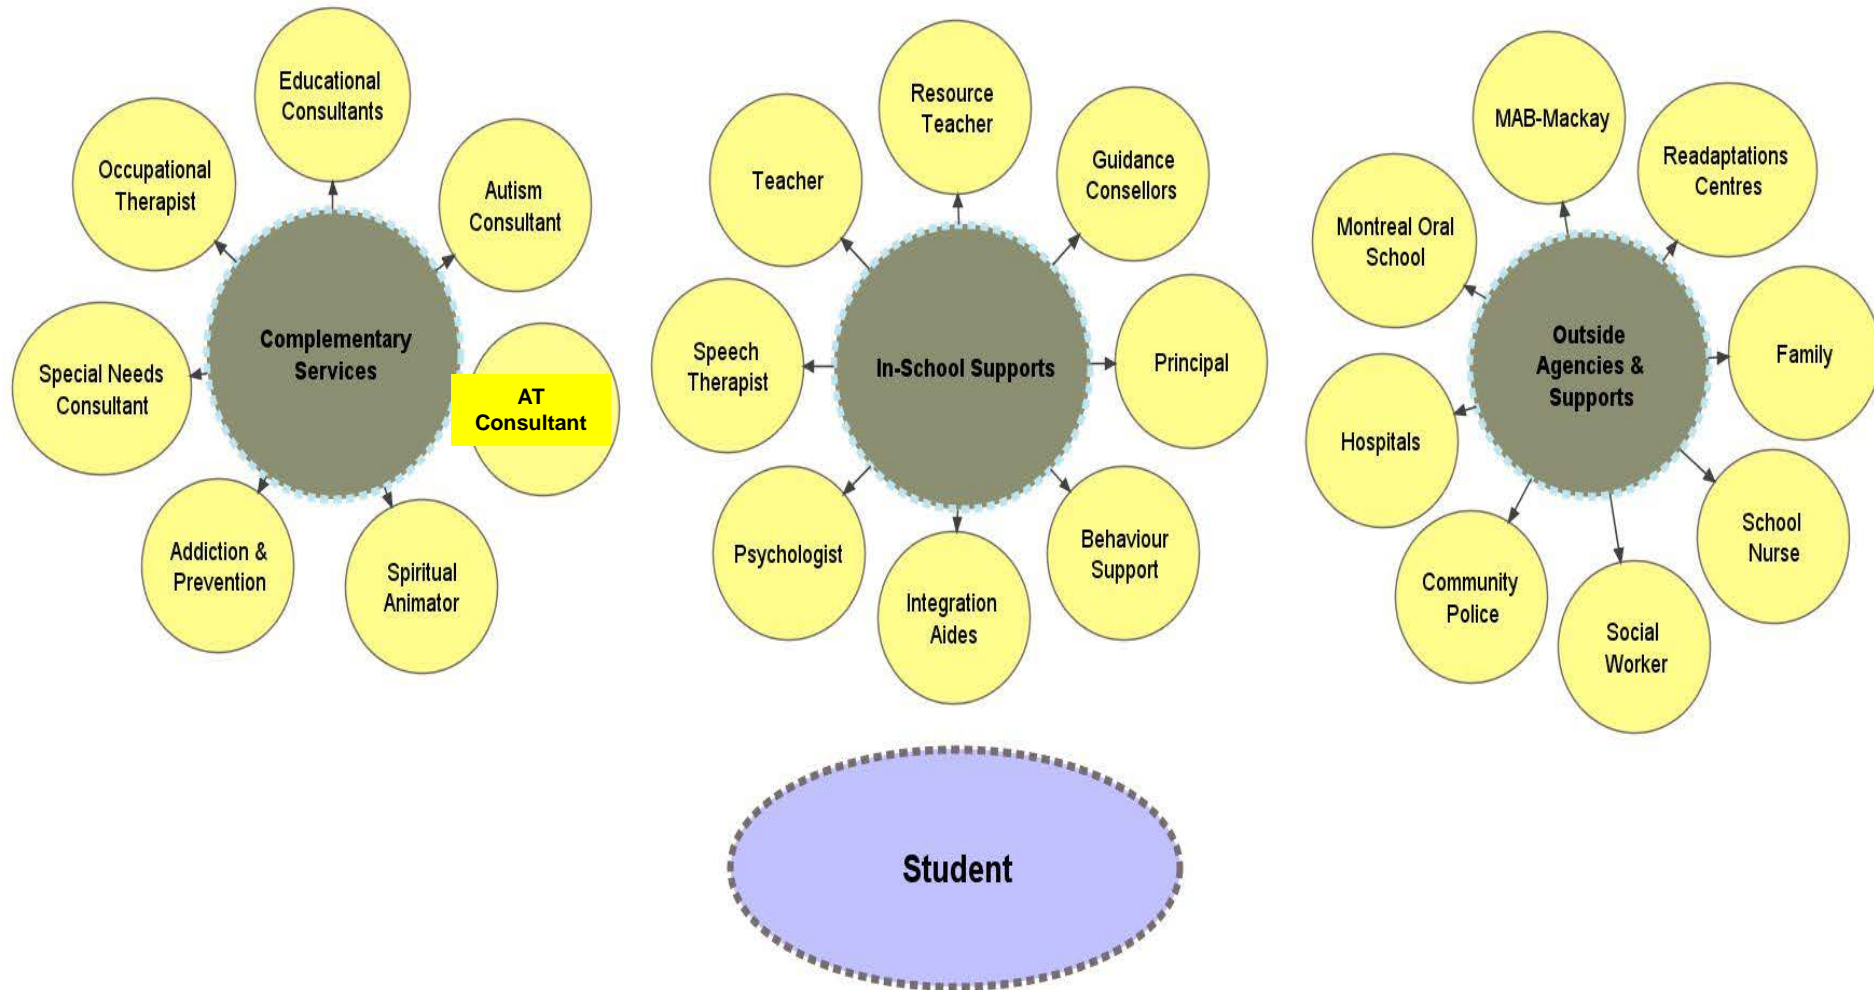 Educational
Consultants
Occupational
Therapist
Autism
Consultant
Complementary
Services
Special Needs
Consultant
AT
Consultant
Addiction &
Prevention
Spiritual
Animator
Resource
Teacher
Teacher
Guidance
Consellors
Speech
Therapist
In-School Supports
Principal
Psychologist
Behaviour
Support
Integration
Aides
MAB-Mackay
Readaptations
Centres
Montreal Oral
School
Outside
Agencies &
Supports
Family
Hospitals
School
Nurse
Community
Police
Social
Worker
Student